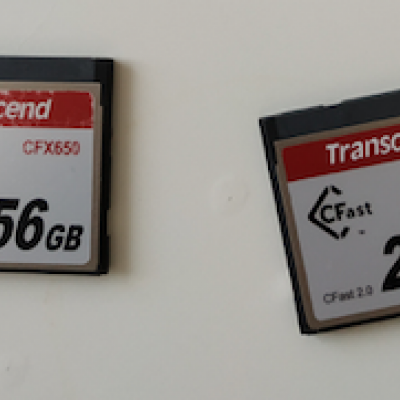 cend
CFX650
56GB
Transc
CFast
CFast 2.0
2